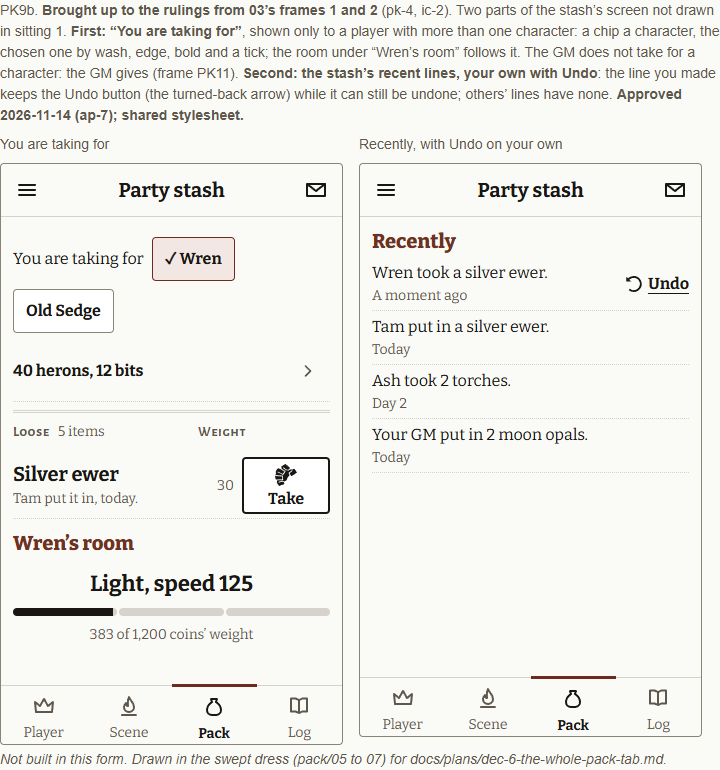 PK9b. Brought up to the rulings from 03’s frames 1 and 2 (pk-4, ic-2). Two parts of the stash’s screen not drawn
in sitting 1. First: “You are taking for”, shown only to a player with more than one character: a chip a character, the
chosen one by wash, edge, bold and a tick; the room under “Wren’s room” follows it. The GM does not take for a
character: the GM gives (frame PK11). Second: the stash’s recent lines, your own with Undo: the line you made
keeps the Undo button (the turned-back arrow) while it can still be undone; others’ lines have none. Approved
2026-11-14 (ap-7); shared stylesheet.
You are taking for
Party stash
You are taking for ✓ Wren
Old Sedge
40 herons, 12 bits
Loose 5 items Weight
Silver ewer
Tam put it in, today.
30
Take
Wren’s room
Light, speed 125
383 of 1,200 coins’ weight
Player Scene Pack Log
Recently, with Undo on your own
Party stash
Recently
Wren took a silver ewer.
A moment ago
Undo
Tam put in a silver ewer.
Today
Ash took 2 torches.
Day 2
Your GM put in 2 moon opals.
Today
Player Scene Pack Log
Not built in this form. Drawn in the swept dress (pack/05 to 07) for docs/plans/dec-6-the-whole-pack-tab.md.